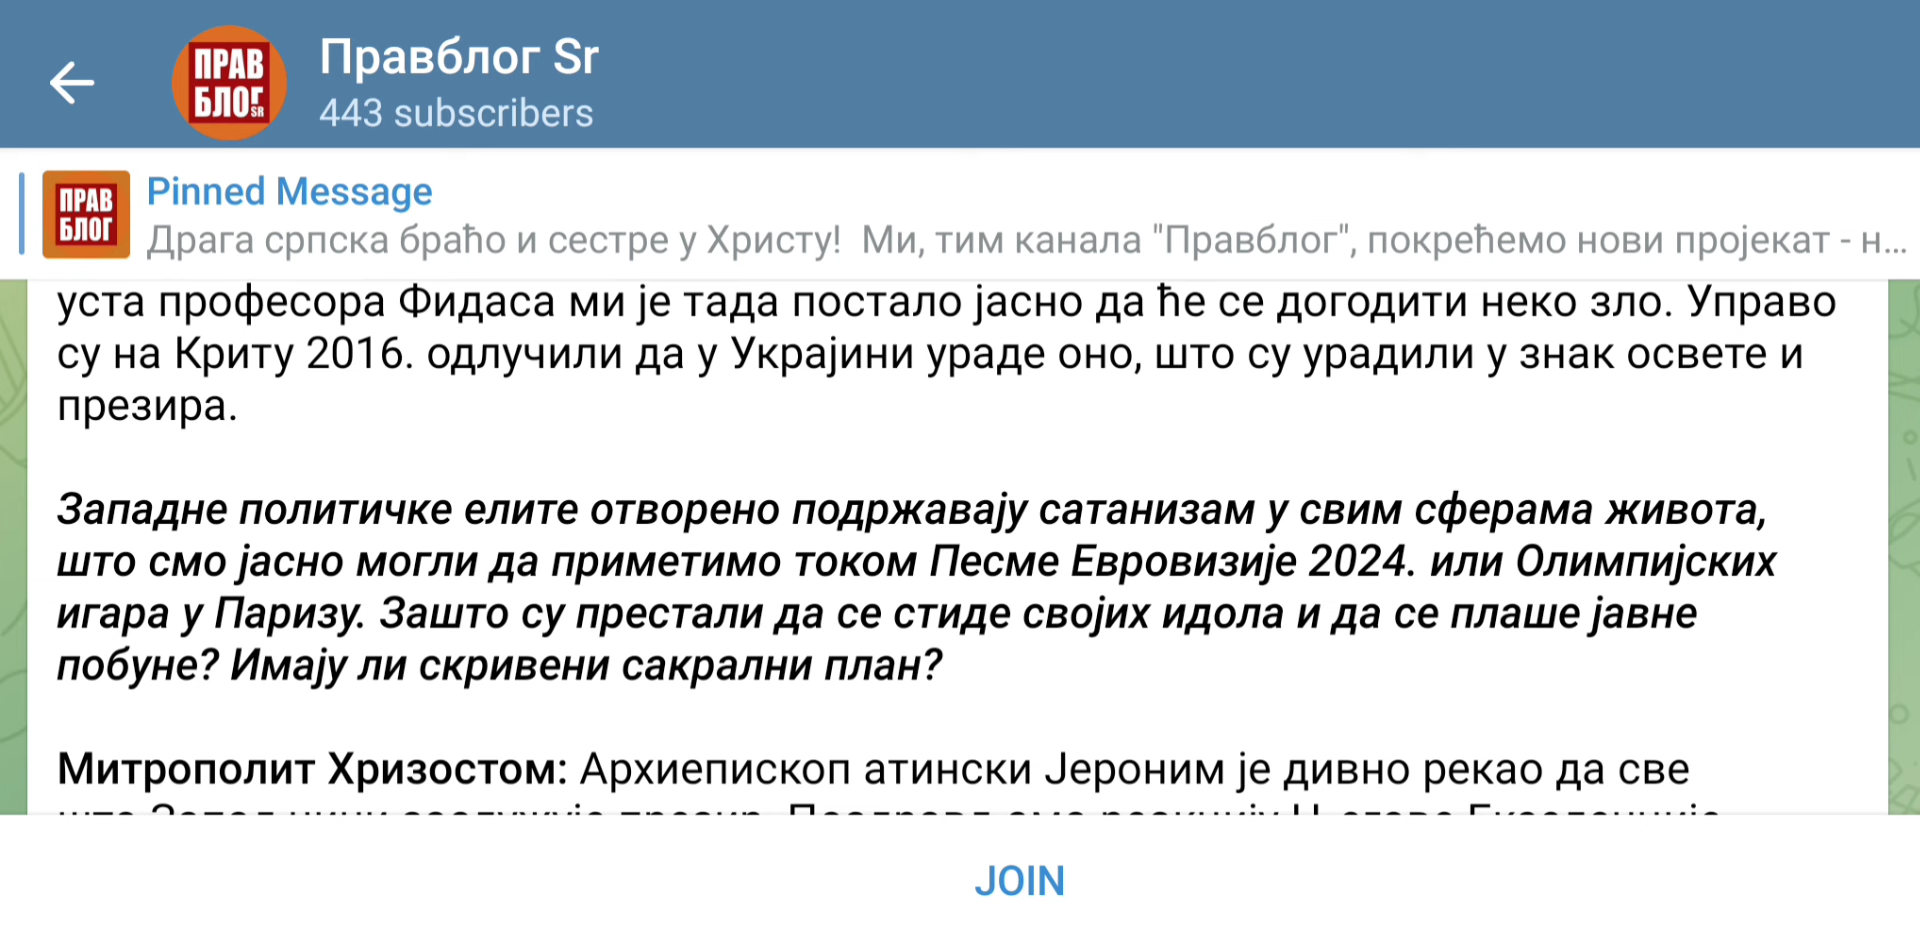 ПРАВ
БЛОГ
SR
Правблог Sr
443 subscribers
ПРАВ
БЛОГ
Pinned Message
Драга српска браћо и сестре у Христу!  Ми, тим канала "Правблог", покрећемо нови пројекат - н...
уста професора Фидаса ми је тада постало јасно да ће се догодити неко зло. Управо
су на Криту 2016. одлучили да у Украјини ураде оно, што су урадили у знак освете и
презира.
Западне политичке елите отворено подржавају сатанизам у свим сферама живота,
што смо јасно могли да приметимо током Песме Евровизије 2024. или Олимпијских
игара у Паризу. Зашто су престали да се стиде својих идола и да се плаше јавне
побуне? Имају ли скривени сакрални план?
Митрополит Хризостом: Архиепископ атински Јероним је дивно рекао да све
JOIN